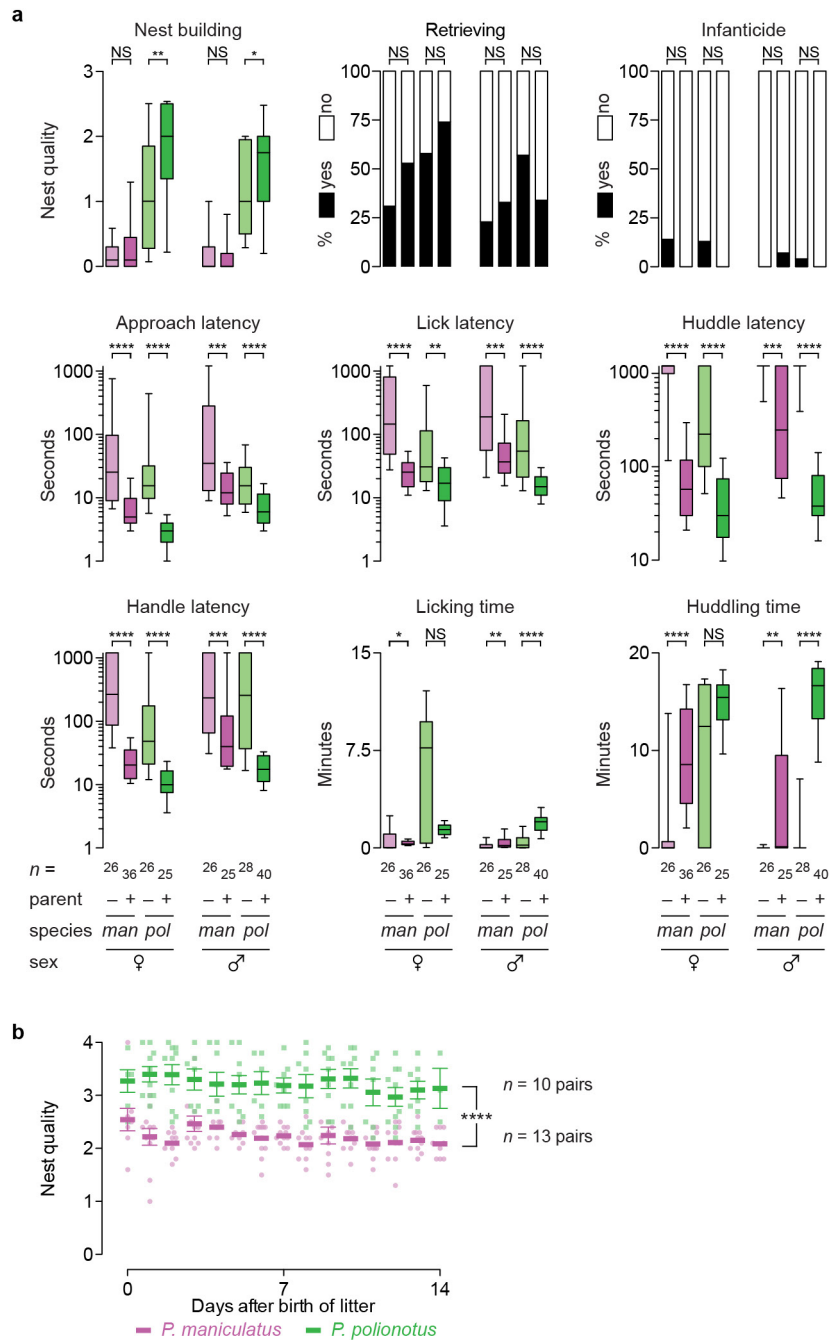 a
Nest building
Retrieving
Infanticide
NS ** NS *
NS NS NS NS
NS NS NS NS
Nest quality
3
2
1
0
% yes no
100
75
50
25
0
% yes no
100
75
50
25
0
Approach latency
Lick latency
Huddle latency
**** **** *** ****
**** ** *** ****
**** **** *** ****
Seconds
1000
100
10
1
Seconds
1000
100
10
1
Seconds
1000
100
10
Handle latency
Licking time
Huddling time
**** **** *** ****
* NS ** ****
**** NS ** ****
Seconds
1000
100
10
1
Minutes
15
7.5
0
Minutes
20
10
0
n = 26 36 26 25 26 25 28 40 26 36 26 25 26 25 28 40 26 36 26 25 26 25 28 40
parent – + – + – + – + – + – + – + – + – + – + – + – +
species man pol man pol man pol man pol man pol man pol
sex ♀ ♂ ♀ ♂ ♀ ♂
b
Nest quality
4
3
2
1
0
n = 10 pairs
****
n = 13 pairs
0 7 14
Days after birth of litter
P. maniculatus P. polionotus